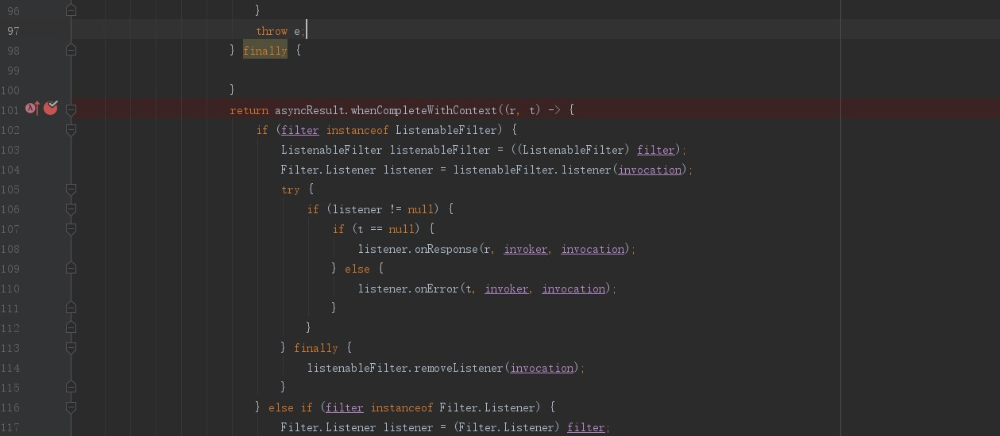 96 }
97 throw e;
98 } finally {
99
100 }
101 return asyncResult.whenCompleteWithContext((r, t) -> {
102 if (filter instanceof ListenableFilter) {
103 ListenableFilter listenableFilter = ((ListenableFilter) filter);
104 Filter.Listener listener = listenableFilter.listener(invocation);
105 try {
106 if (listener != null) {
107 if (t == null) {
108 listener.onResponse(r, invoker, invocation);
109 } else {
110 listener.onError(t, invoker, invocation);
111 }
112 }
113 } finally {
114 listenableFilter.removeListener(invocation);
115 }
116 } else if (filter instanceof Filter.Listener) {
117 Filter.Listener listener = (Filter.Listener) filter;